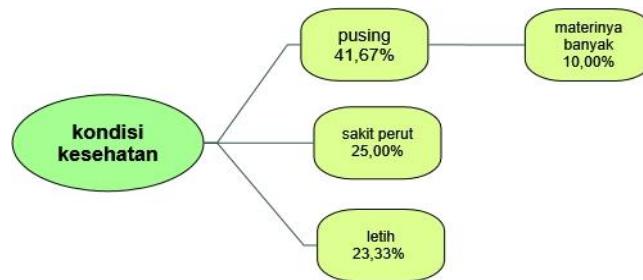 kondisi
kesehatan
pusing
41,67%
materinya
banyak
10,00%
sakit perut
25,00%
letih
23,33%